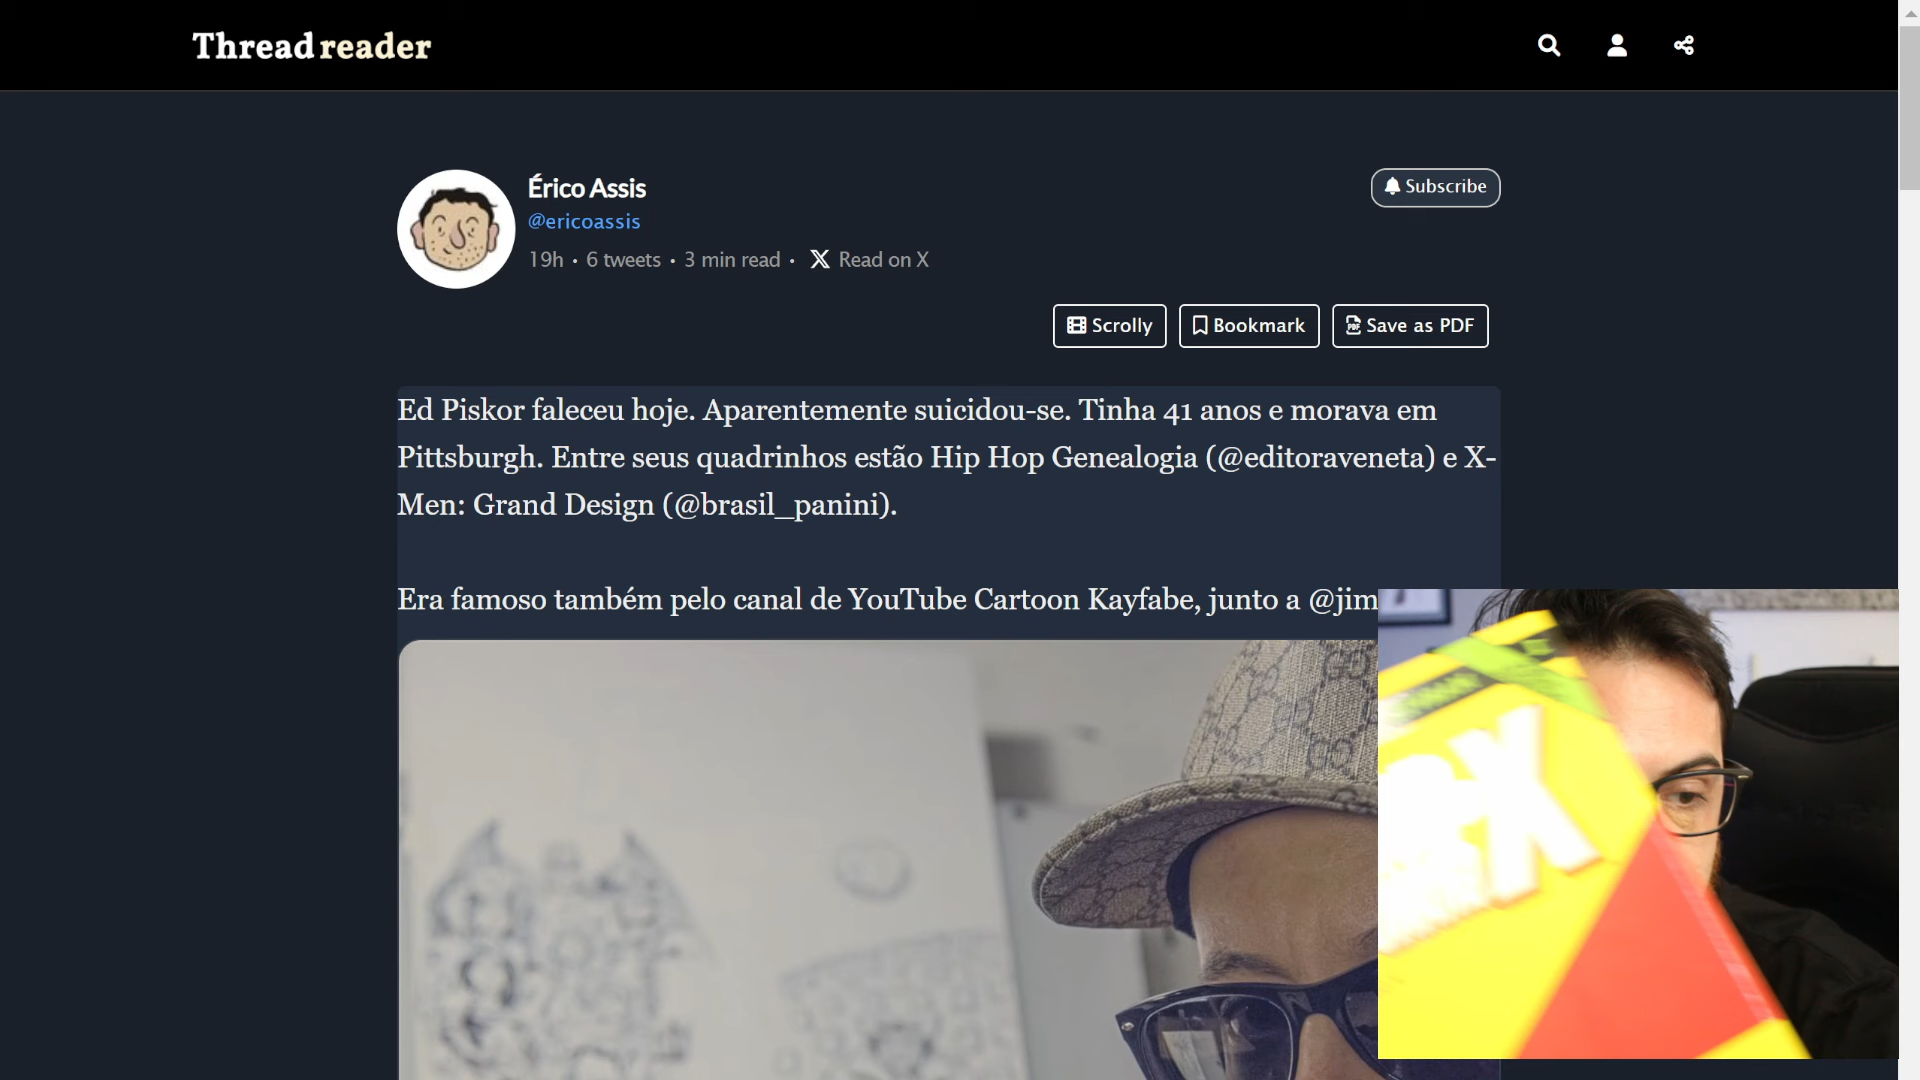 Thread reader
Érico Assis
Subscribe
@ericoassis
19h • 6 tweets • 3 min read • X Read on X
Scrolly
Bookmark
Save as PDF
Ed Piskor faleceu hoje. Aparentemente suicidou-se. Tinha 41 anos e morava em
Pittsburgh. Entre seus quadrinhos estão Hip Hop Genealogia (@editoraveneta) e X-
Men: Grand Design (@brasil_panini).
Era famoso também pelo canal de YouTube Cartoon Kayfabe, junto a @jim